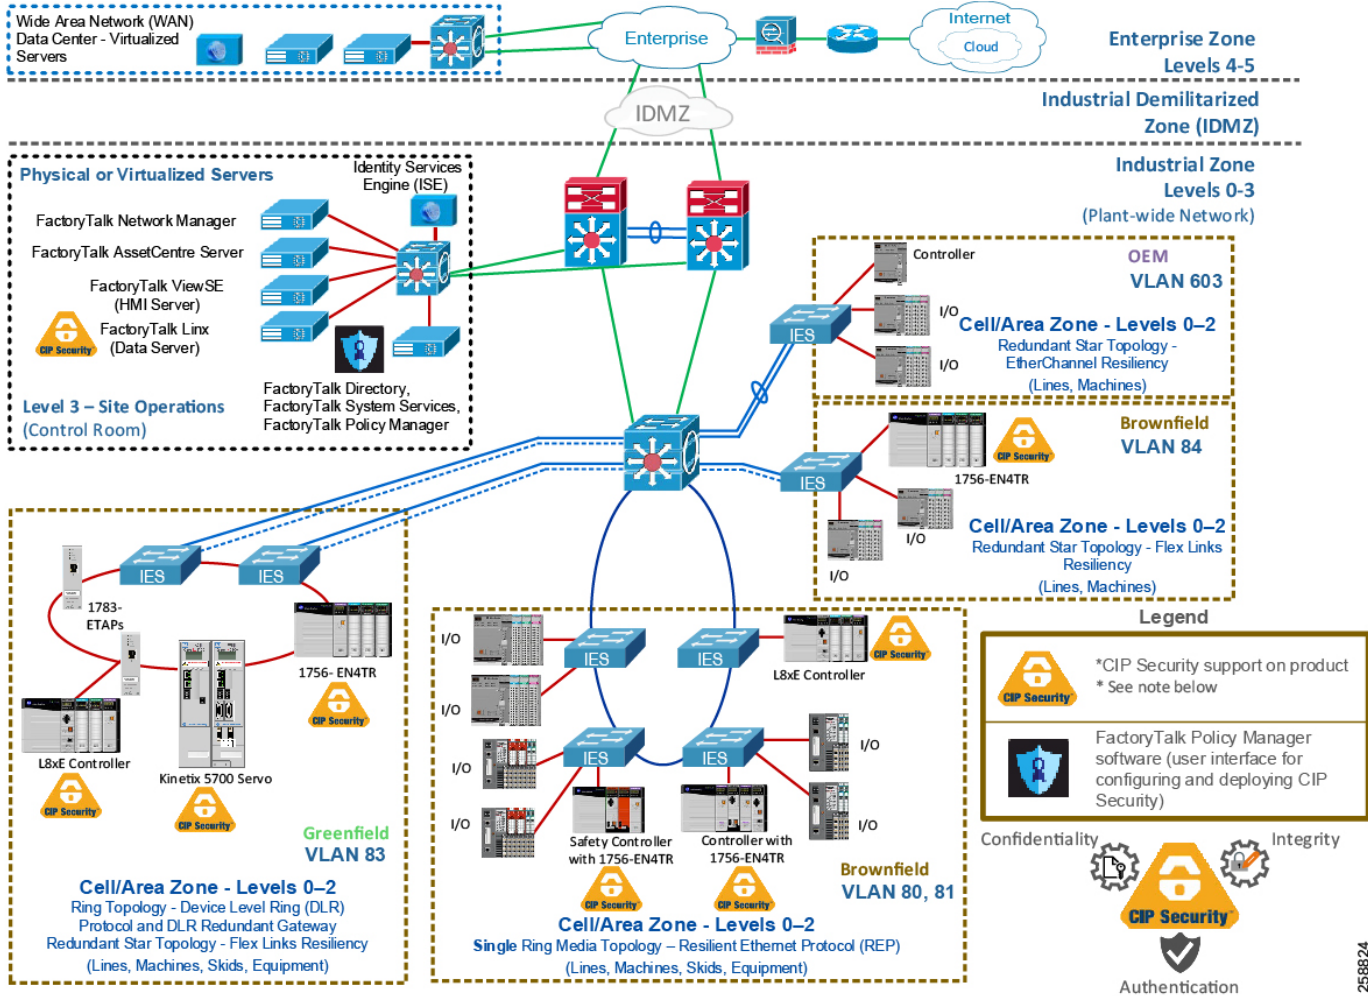 Wide Area Network (WAN)
Data Center - Virtualized
Servers
Enterprise
Internet
Cloud
Enterprise Zone
Levels 4-5
IDMZ
Industrial Demilitarized
Zone (IDMZ)
Physical or Virtualized Servers
Identity Services
Engine (ISE)
FactoryTalk Network Manager
FactoryTalk AssetCentre Server
FactoryTalk ViewSE
(HMI Server)
FactoryTalk Linx
(Data Server)
CIP Security
FactoryTalk Directory,
FactoryTalk System Services,
FactoryTalk Policy Manager
Level 3 – Site Operations
(Control Room)
Industrial Zone
Levels 0-3
(Plant-wide Network)
Controller
OEM
VLAN 603
I/O
IES
Cell/Area Zone - Levels 0–2
Redundant Star Topology -
EtherChannel Resiliency
I/O
(Lines, Machines)
Brownfield
VLAN 84
CIP Security
IES
1756-EN4TR
I/O
I/O
Cell/Area Zone - Levels 0–2
Redundant Star Topology - Flex Links
Resiliency
(Lines, Machines)
IES
IES
1783-
ETAPs
1756- EN4TR
CIP Security
L8xE Controller
CIP Security
Kinetix 5700 Servo
CIP Security
Greenfield
VLAN 83
Cell/Area Zone - Levels 0–2
Ring Topology - Device Level Ring (DLR)
Protocol and DLR Redundant Gateway
Redundant Star Topology - Flex Links Resiliency
(Lines, Machines, Skids, Equipment)
I/O
IES
IES
L8xE Controller
CIP Security
I/O
IES
IES
I/O
I/O
I/O
I/O
Safety Controller
with 1756-EN4TR
CIP Security
Controller with
1756-EN4TR
CIP Security
Brownfield
VLAN 80, 81
Cell/Area Zone - Levels 0–2
Single Ring Media Topology – Resilient Ethernet Protocol (REP)
(Lines, Machines, Skids, Equipment)
Legend
CIP Security™
*CIP Security support on product
* See note below
FactoryTalk Policy Manager
software (user interface for
configuring and deploying CIP
Security)
Confidentiality
Integrity
CIP Security™
Authentication
258824